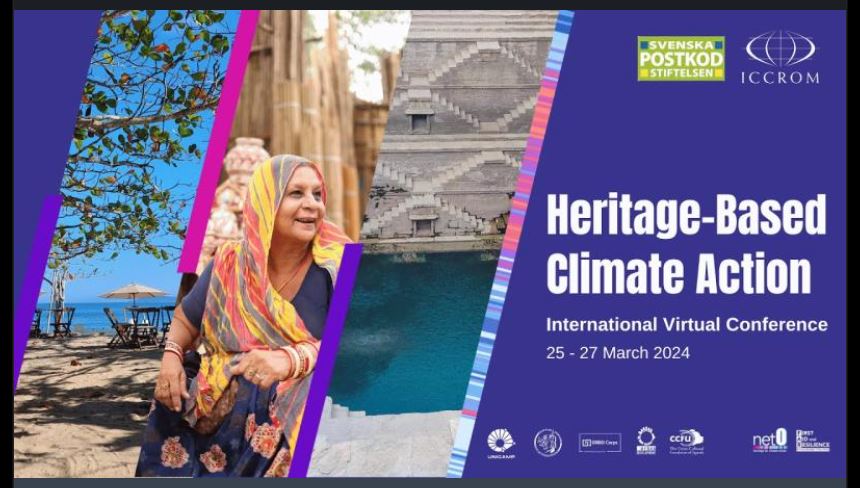 SVENSKA
POSTKOD
STIFTELSEN
ICCROM
Heritage-Based
Climate Action
International Virtual Conference
25 - 27 March 2024
UNICAMP
CCFU
net0
FIRST
AID and
RESILIENCE